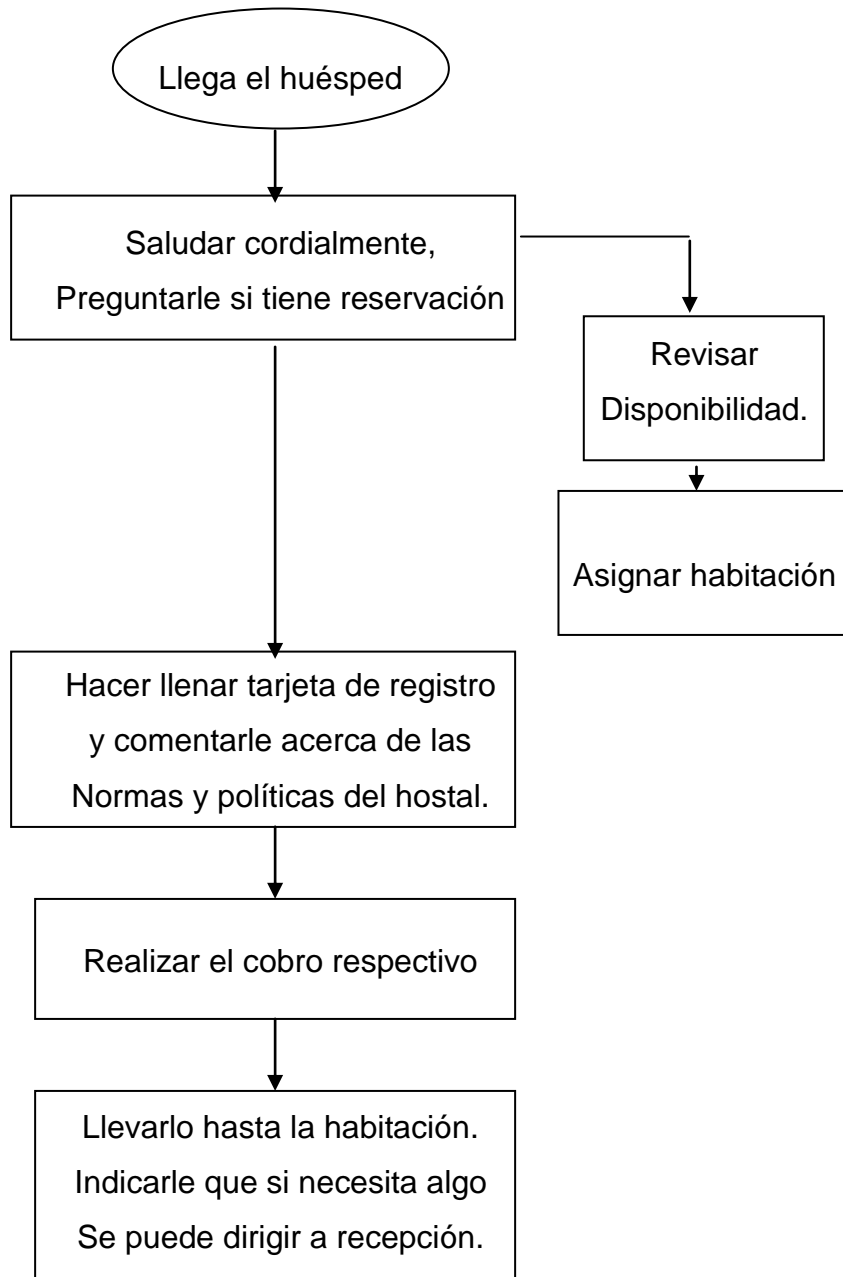 Llega el huésped
Saludar cordialmente,
Preguntarle si tiene reservación
Revisar
Disponibilidad.
Asignar habitación
Hacer llenar tarjeta de registro
y comentarle acerca de las
Normas y políticas del hostal.
Realizar el cobro respectivo
Llevarlo hasta la habitación.
Indicarle que si necesita algo
Se puede dirigir a recepción.